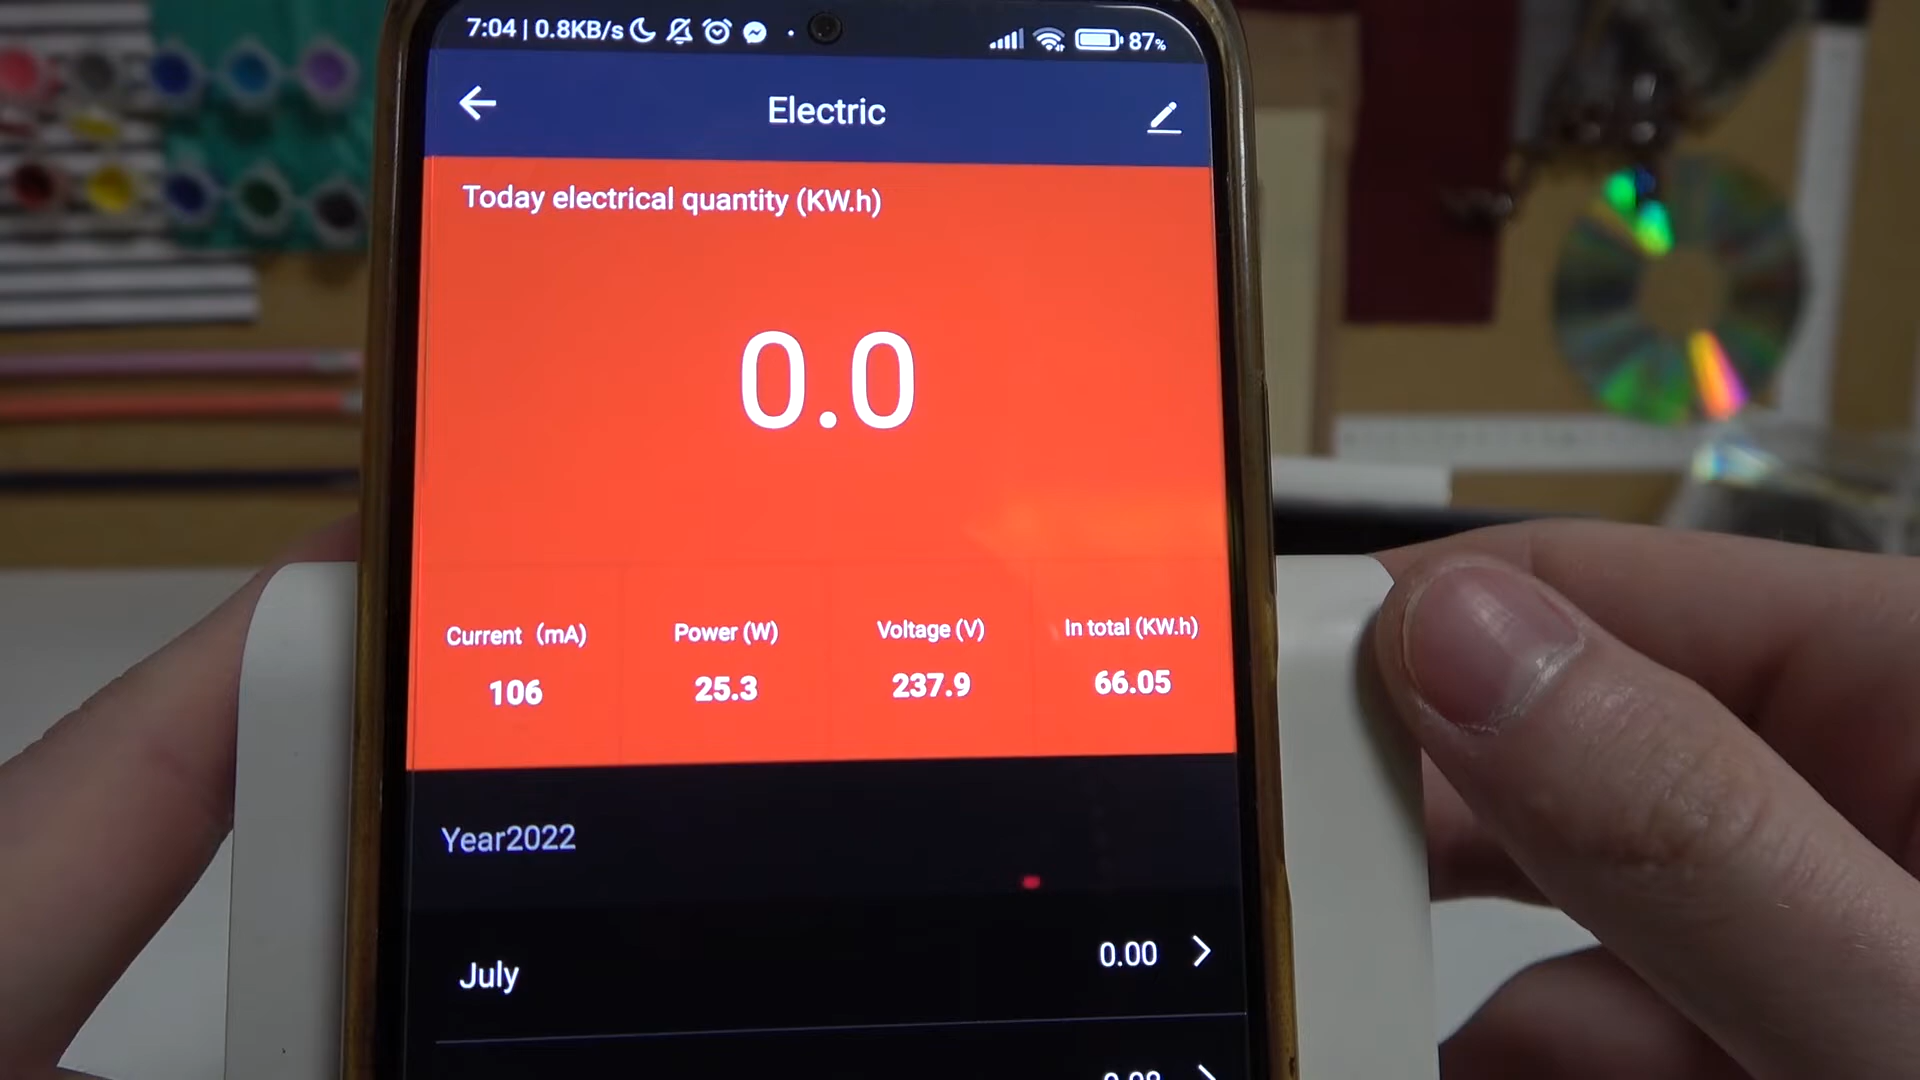 7:04 | 0.8KB/s
87%
Electric
Today electrical quantity (KW.h)
0.0
Current (mA) Power (W) Voltage (V) In total (KW.h)
106 25.3 237.9 66.05
Year2022
July 0.00